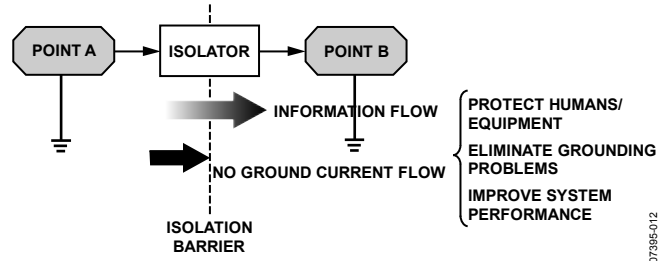 POINT A
ISOLATOR
POINT B
INFORMATION FLOW
NO GROUND CURRENT FLOW
PROTECT HUMANS/
EQUIPMENT
ELIMINATE GROUNDING
PROBLEMS
IMPROVE SYSTEM
PERFORMANCE
ISOLATION
BARRIER
07395-012